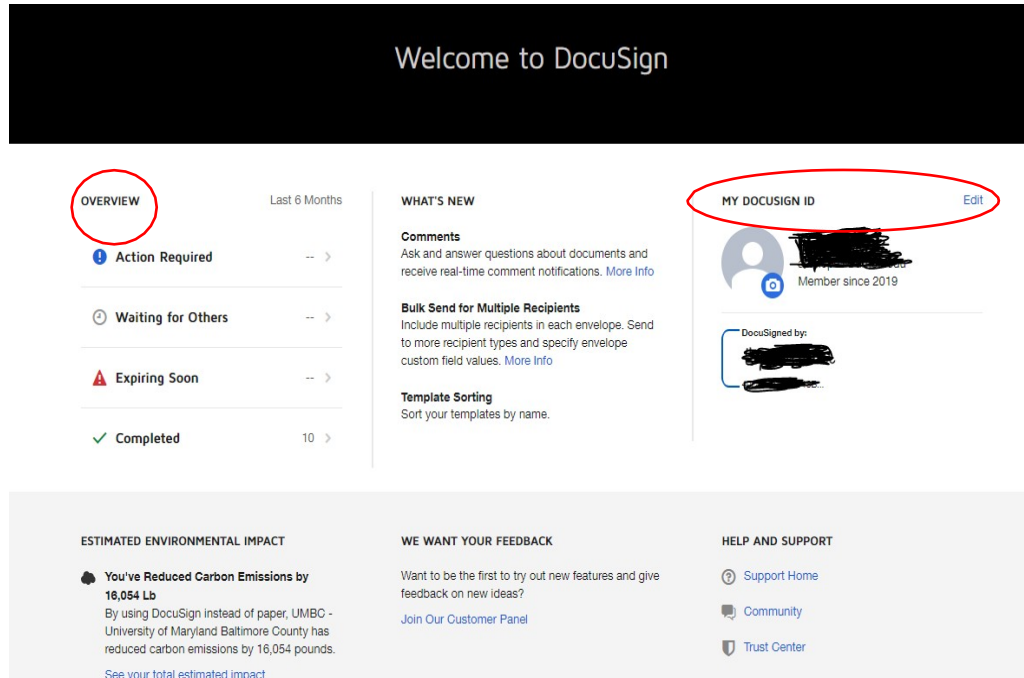 Welcome to DocuSign
OVERVIEW
Last 6 Months
Action Required
--
Waiting for Others
--
Expiring Soon
--
Completed
10
WHAT'S NEW
Comments
Ask and answer questions about documents and
receive real-time comment notifications. More Info
Bulk Send for Multiple Recipients
Include multiple recipients in each envelope. Send
to more recipient types and specify envelope
custom field values. More Info
Template Sorting
Sort your templates by name.
MY DOCUSIGN ID
Edit
Member since 2019
DocuSigned by:
ESTIMATED ENVIRONMENTAL IMPACT
You've Reduced Carbon Emissions by
16,054 Lb
By using DocuSign instead of paper, UMBC -
University of Maryland Baltimore County has
reduced carbon emissions by 16,054 pounds.
See your total estimated impact
WE WANT YOUR FEEDBACK
Want to be the first to try out new features and give
feedback on new ideas?
Join Our Customer Panel
HELP AND SUPPORT
Support Home
Community
Trust Center